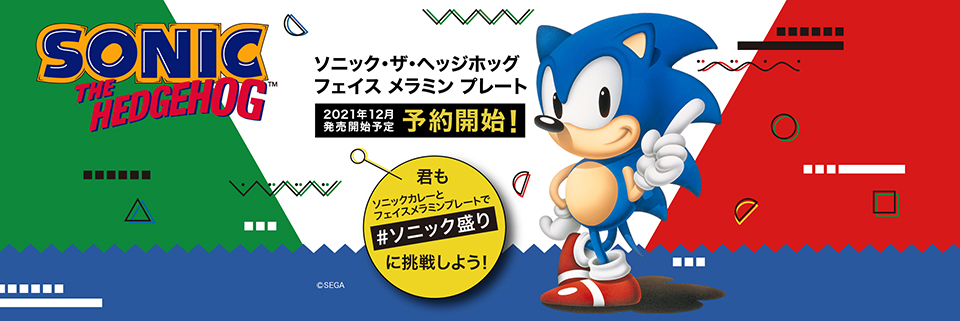 SONIC
THE
HEDGEHOG™
ソニック・ザ・ヘッジホッグ
フェイス メラミン プレート
2021年12月
発売開始予定
予約開始！
君も
ソニックカレーと
フェイスメラミンプレートで
#ソニック盛り
に挑戦しよう！
©SEGA